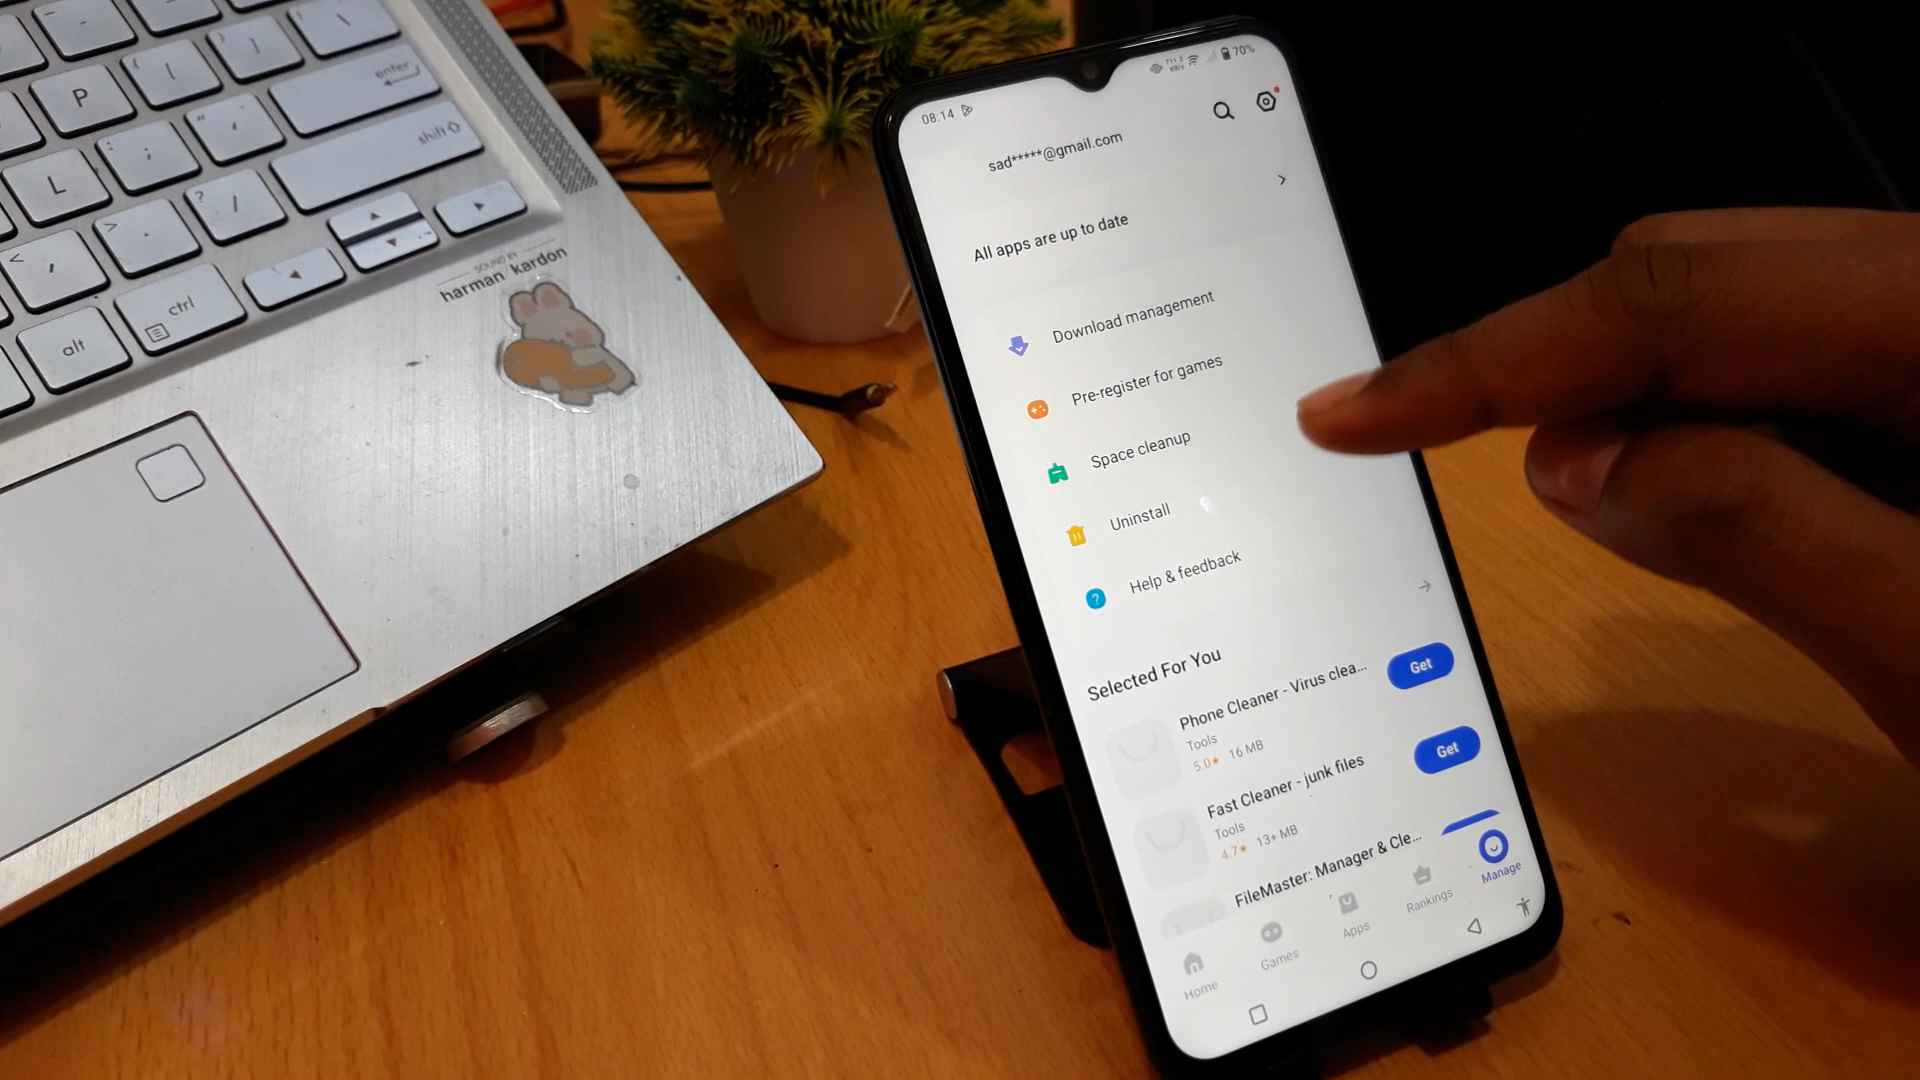 P
enter
L
shift
alt
ctrl
SOUND BY
harman/kardon
08:14
70%
sad*****@gmail.com
All apps are up to date
Download management
Pre-register for games
Space cleanup
Uninstall
Help & feedback
Selected For You
Phone Cleaner - Virus clea...
Get
Tools
5.0★ 16 MB
Fast Cleaner - junk files
Get
Tools
4.7★ 13+ MB
FileMaster: Manager & Cle...
Home
Games
Apps
Rankings
Manage